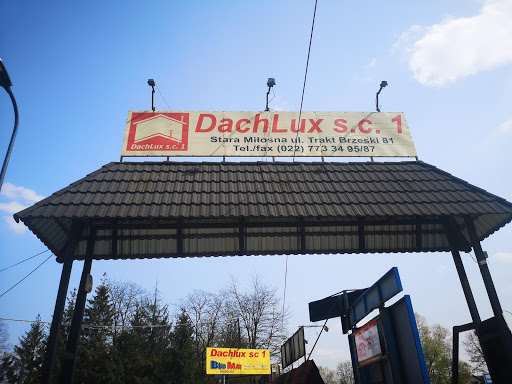 DachLux s.c. 1
DachLux s.c. 1
Stara Miłosna ul. Trakt Brzeski 81
Tel./fax (022) 773 34 95/87
Dachlux sc 1